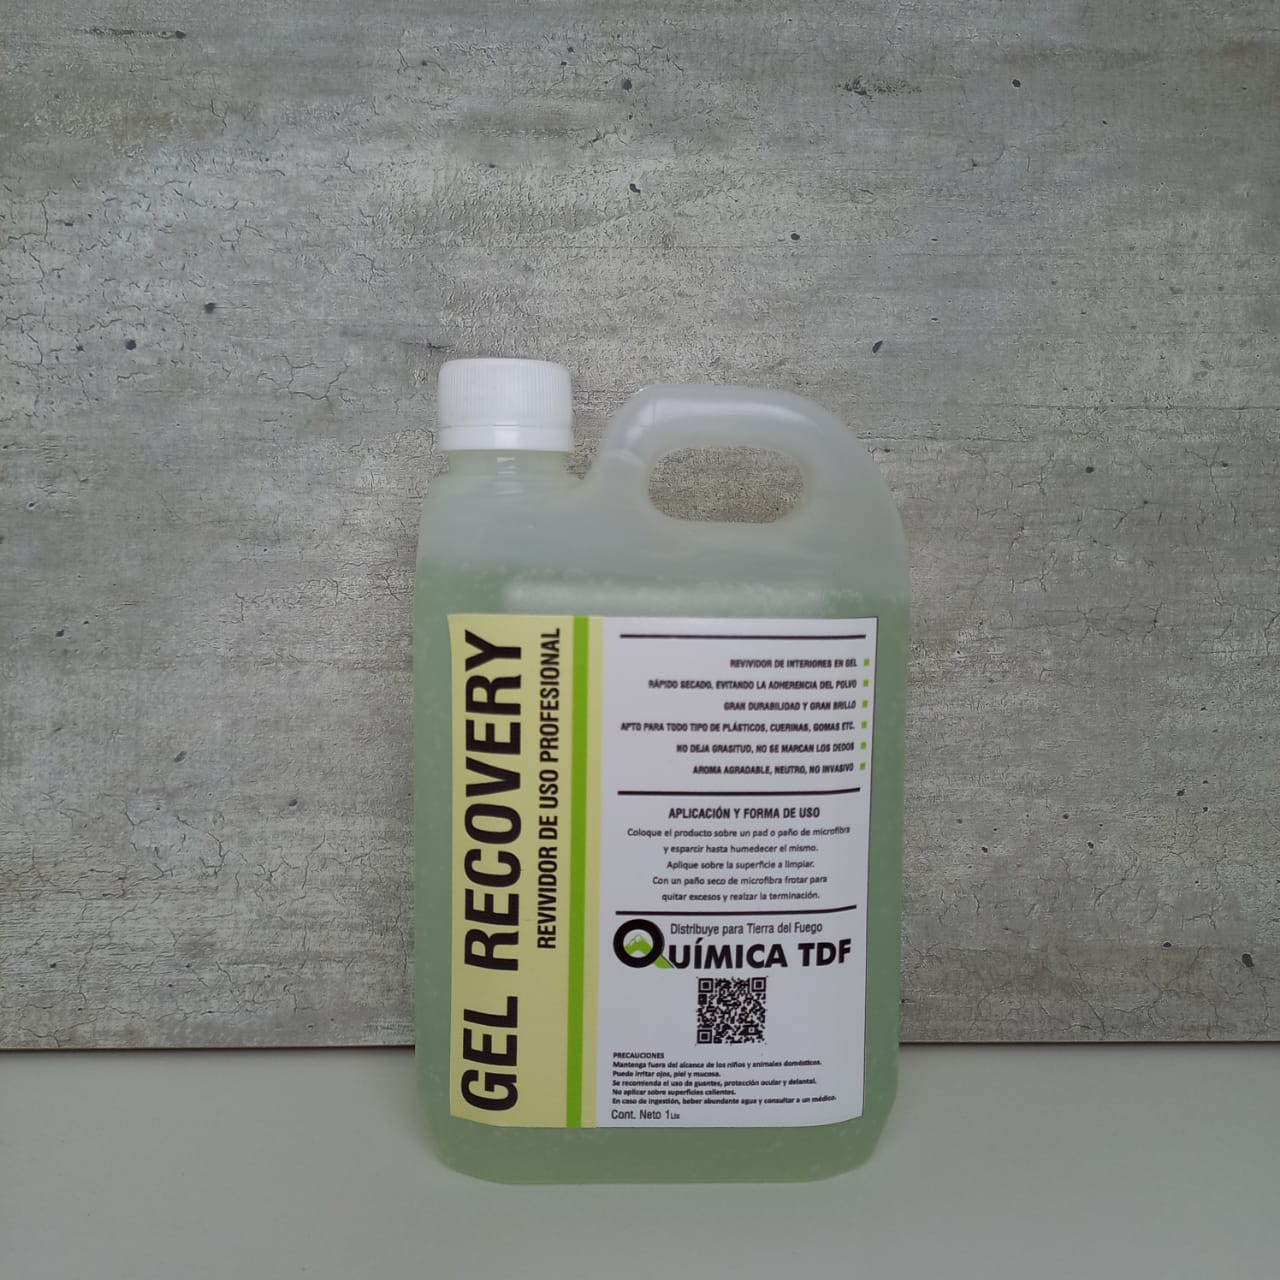 GEL RECOVERY
REVIVIDOR DE USO PROFESIONAL
REVIVIDOR DE INTERIORES EN GEL
RÁPIDO SECADO, EVITANDO LA ADHERENCIA DEL POLVO
GRAN DURABILIDAD Y GRAN BRILLO
APTO PARA TODO TIPO DE PLÁSTICOS, CUERINAS, GOMAS ETC.
NO DEJA GRASITUD, NO SE MARCAN LOS DEDOS
AROMA AGRADABLE, NEUTRO, NO INVASIVO
APLICACIÓN Y FORMA DE USO
Coloque el producto sobre un pad o paño de microfibra
y esparcir hasta humedecer el mismo.
Aplique sobre la superficie a limpiar.
Con un paño seco de microfibra frotar para
quitar excesos y realzar la terminación.
Distribuye para Tierra del Fuego
QUÍMICA TDF
PRECAUCIONES
Mantenga fuera del alcance de los niños y animales domésticos.
Puede irritar ojos, piel y mucosa.
Se recomienda el uso de guantes, protección ocular y delantal.
No aplicar sobre superficies calientes.
En caso de ingestión, beber abundante agua y consultar a un médico.
Cont. Neto 1 Lts